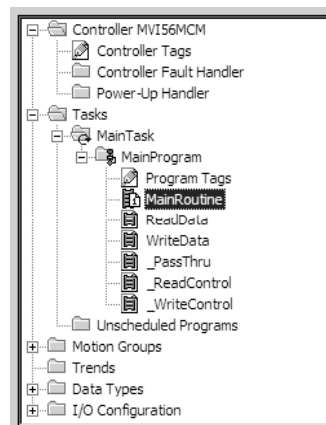 Controller MVI56MCM
Controller Tags
Controller Fault Handler
Power-Up Handler
Tasks
MainTask
MainProgram
Program Tags
MainRoutine
ReadData
WriteData
_PassThru
_ReadControl
_WriteControl
Unscheduled Programs
Motion Groups
Trends
Data Types
I/O Configuration